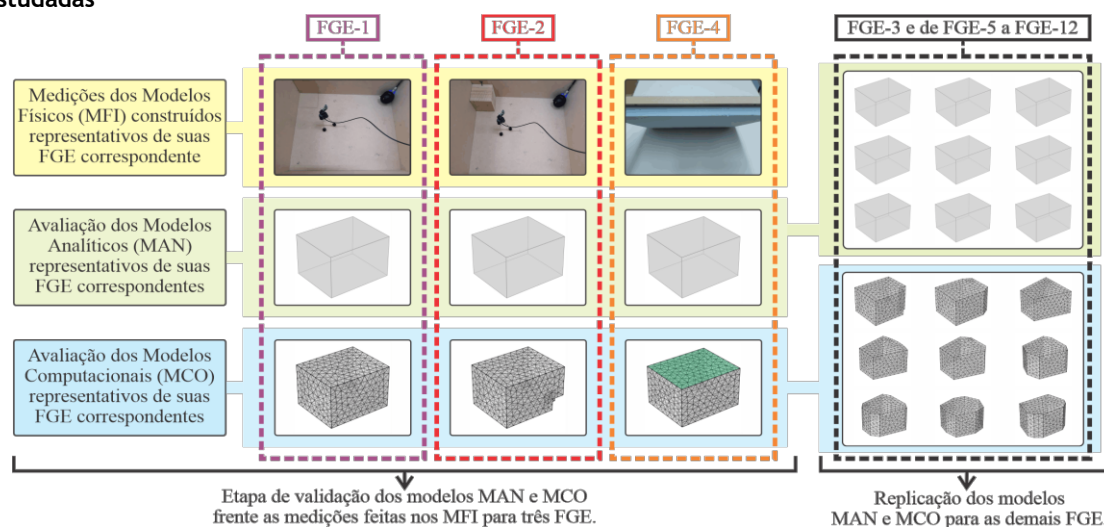 estudadas
FGE-1
FGE-2
FGE-4
FGE-3 e de FGE-5 a FGE-12
Medições dos Modelos
Físicos (MFI) construídos
representativos de suas
FGE correspondente
Avaliação dos Modelos
Analíticos (MAN)
representativos de suas
FGE correspondentes
Avaliação dos Modelos
Computacionais (MCO)
representativos de suas
FGE correspondentes
Etapa de validação dos modelos MAN e MCO
frente as medições feitas nos MFI para três FGE.
Replicação dos modelos
MAN e MCO para as demais FGE